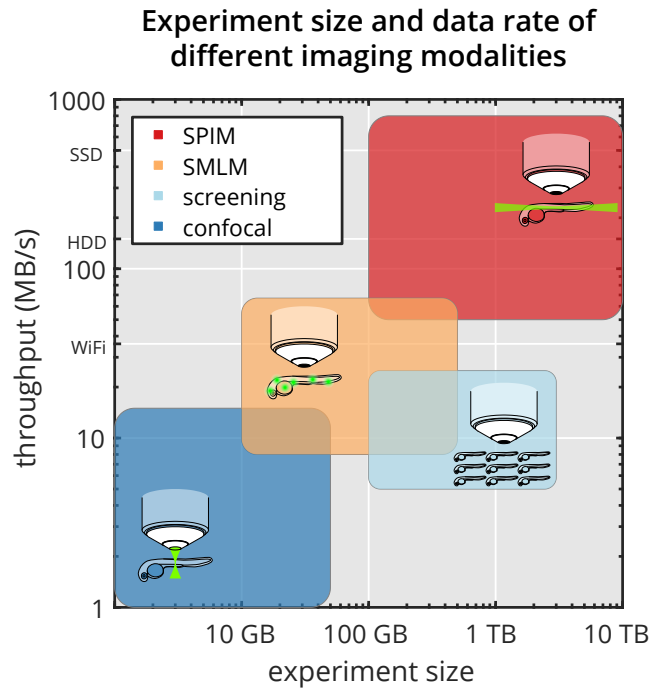 Experiment size and data rate of
different imaging modalities
1000
SSD
HDD
100
WiFi
10
1
throughput (MB/s)
SPIM
SMLM
screening
confocal
10 GB
100 GB
1 TB
10 TB
experiment size